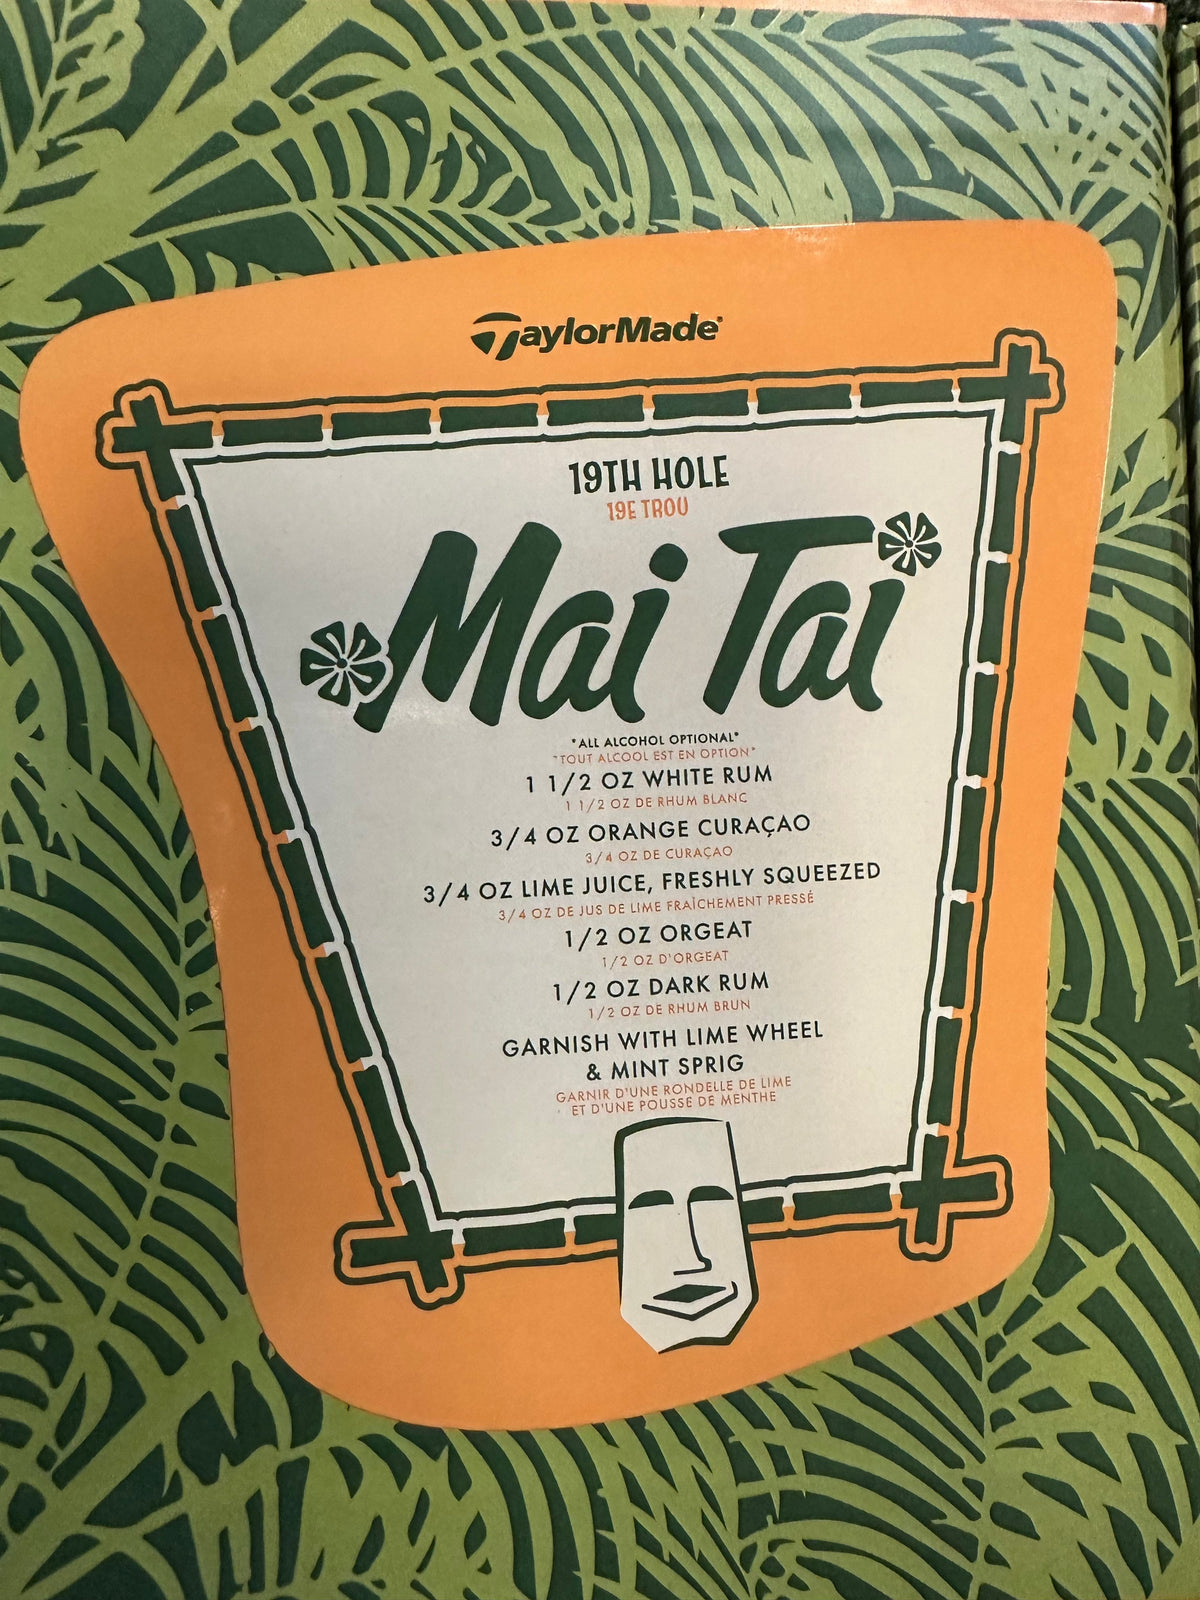 TaylorMade
19TH HOLE
19E TROU
Mai Tai
*ALL ALCOHOL OPTIONAL*
*TOUT ALCOOL EST EN OPTION*
1 1/2 OZ WHITE RUM
1 1/2 OZ DE RHUM BLANC
3/4 OZ ORANGE CURAÇAO
3/4 OZ DE CURAÇAO
3/4 OZ LIME JUICE, FRESHLY SQUEEZED
3/4 OZ DE JUS DE LIME FRAÎCHEMENT PRESSÉ
1/2 OZ ORGEAT
1/2 OZ D'ORGEAT
1/2 OZ DARK RUM
1/2 OZ DE RHUM BRUN
GARNISH WITH LIME WHEEL
& MINT SPRIG
GARNIR D'UNE RONDELLE DE LIME
ET D'UNE POUSSE DE MENTHE